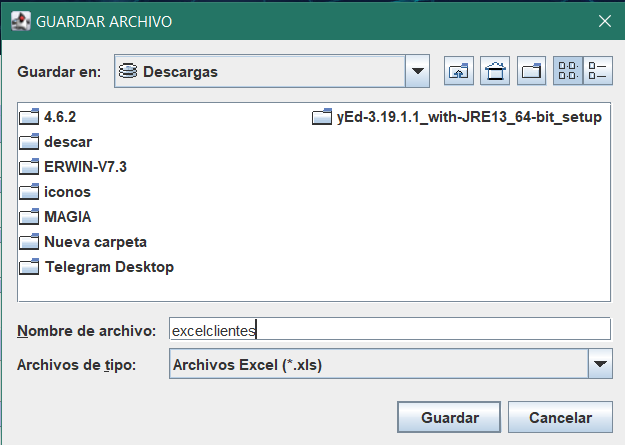 GUARDAR ARCHIVO
Guardar en: Descargas
4.6.2
descar
ERWIN-V7.3
iconos
MAGIA
Nueva carpeta
Telegram Desktop
yEd-3.19.1.1_with-JRE13_64-bit_setup
Nombre de archivo: excelclientes
Archivos de tipo: Archivos Excel (*.xls)
Guardar Cancelar